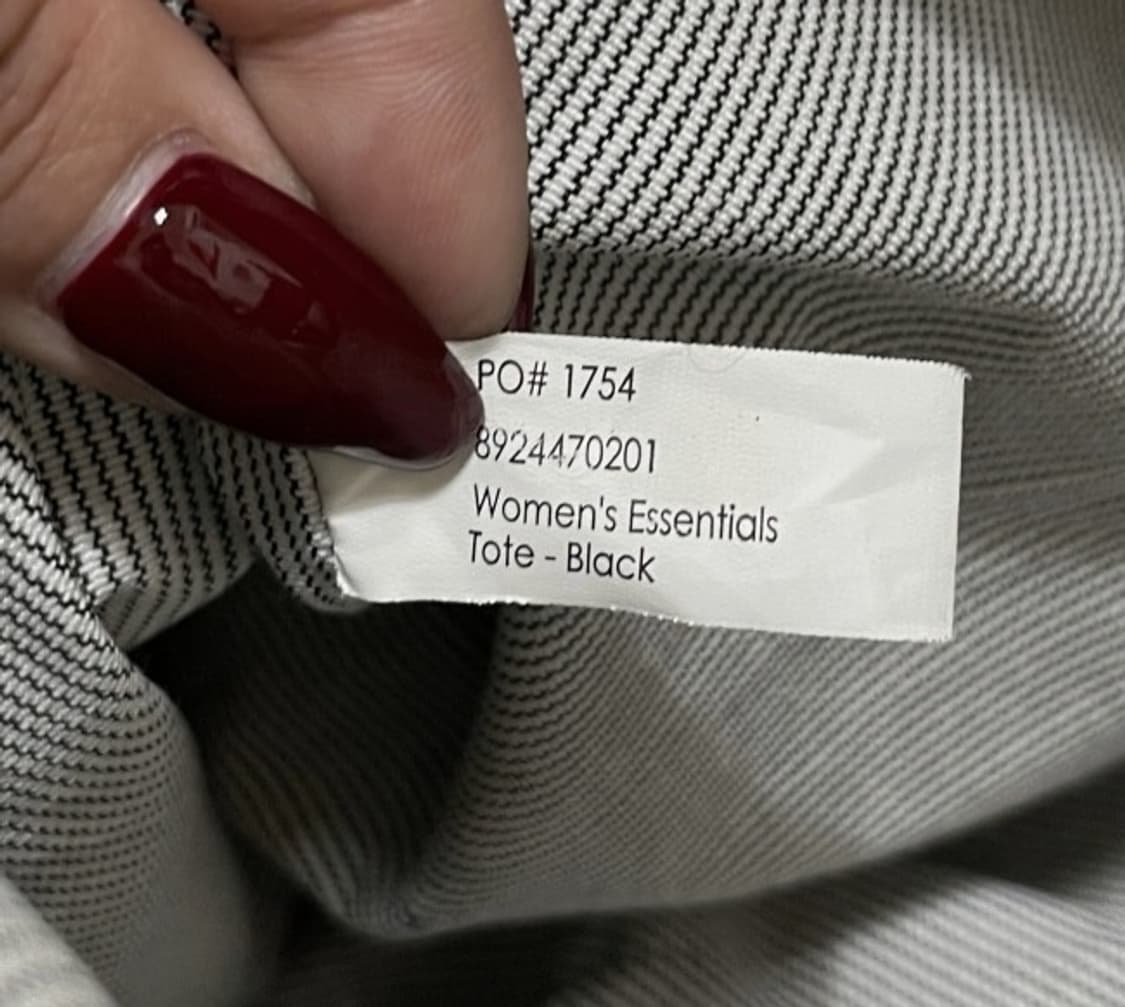 PO# 1754
8924470201
Women's Essentials
Tote - Black